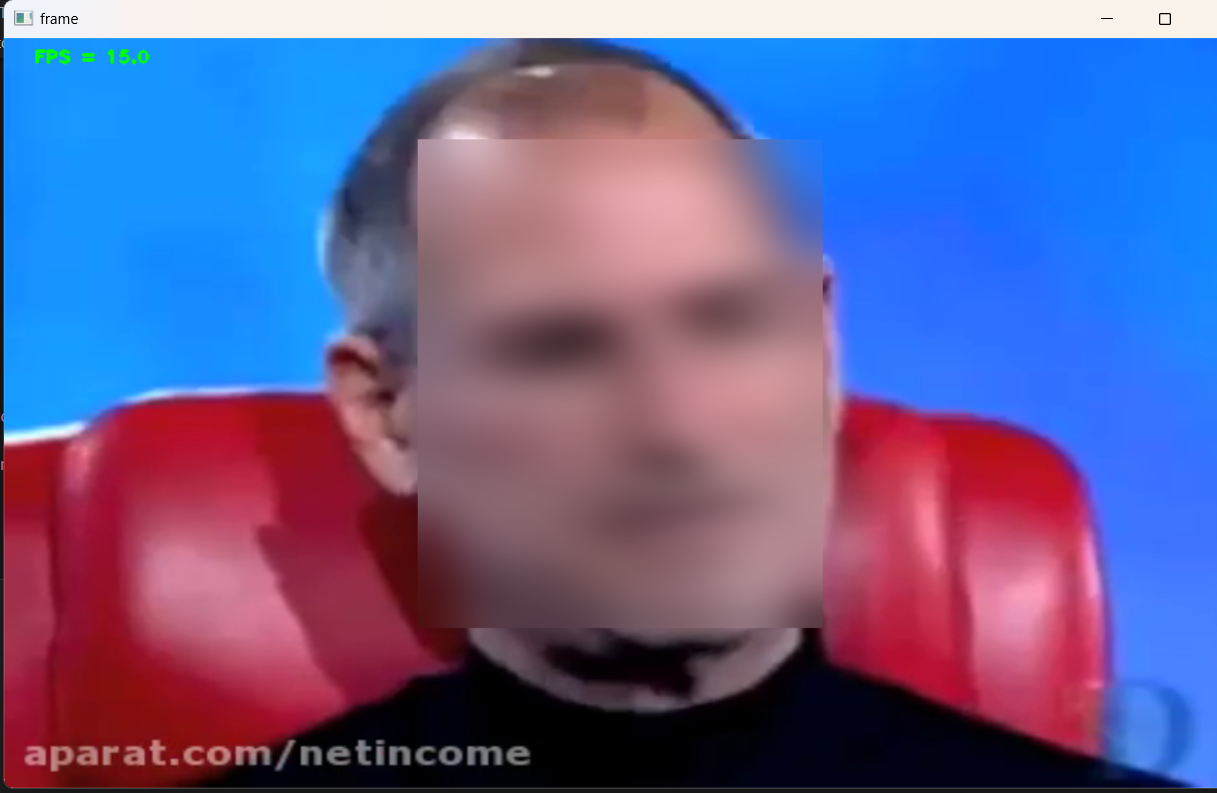 frame
FPS = 15.0
D
aparat.com/netincome